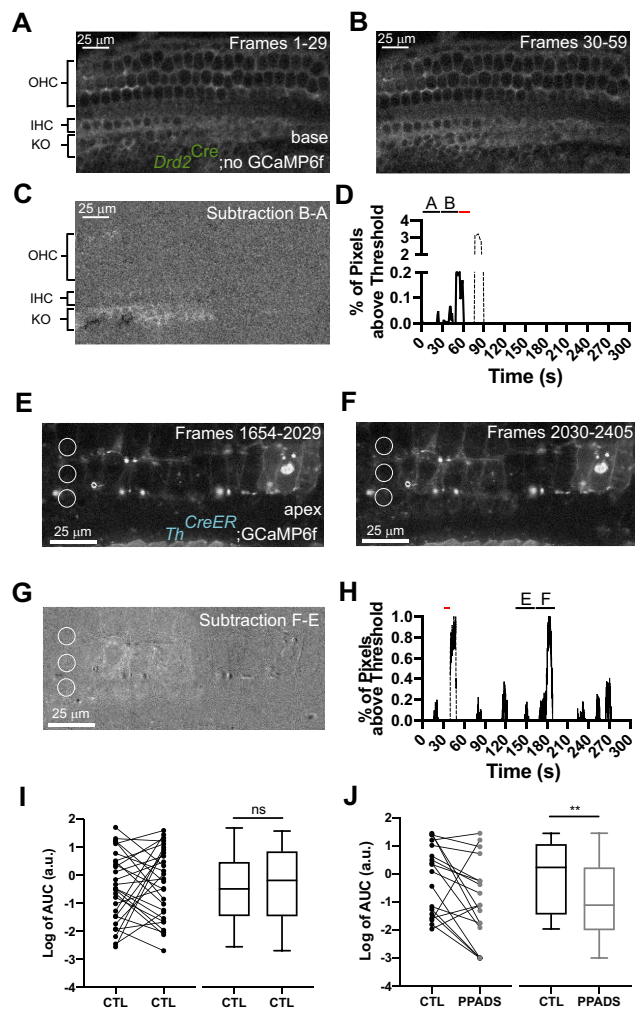 A
25 µm
Frames 1-29
OHC
IHC
KO
base
Drd2Cre;no GCaMP6f
B
25 µm
Frames 30-59
C
25 µm
Subtraction B-A
OHC
IHC
KO
D
A B
% of Pixels
above Threshold
4
3
2
0.2
0.1
0.0
0 30 60 90 120 150 180 210 240 270 300
Time (s)
E
Frames 1654-2029
apex
ThCreER;GCaMP6f
25 µm
F
Frames 2030-2405
25 µm
G
Subtraction F-E
25 µm
H
E F
% of Pixels
above Threshold
1.0
0.8
0.6
0.4
0.2
0.0
0 30 60 90 120 150 180 210 240 270 300
Time (s)
I
Log of AUC (a.u.)
2
1
0
-1
-2
-3
-4
ns
CTL CTL CTL CTL
J
Log of AUC (a.u.)
2
1
0
-1
-2
-3
-4
**
CTL PPADS CTL PPADS